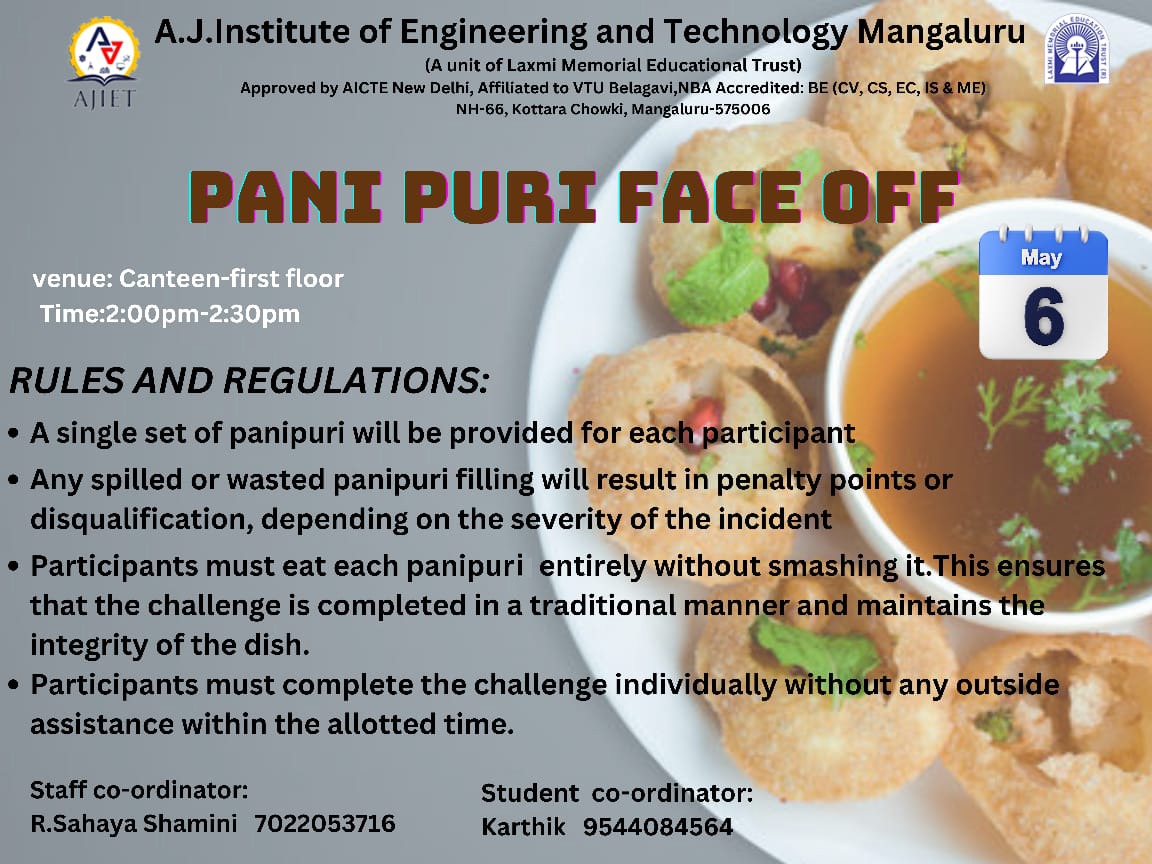 A.J.Institute of Engineering and Technology Mangaluru
(A unit of Laxmi Memorial Educational Trust)
Approved by AICTE New Delhi, Affiliated to VTU Belagavi,NBA Accredited: BE (CV, CS, EC, IS & ME)
NH-66, Kottara Chowki, Mangaluru-575006
AJIET
LAXMI MEMORIAL EDUCATION TRUST (R)
PANI PURI FACE OFF
May
6
venue: Canteen-first floor
Time:2:00pm-2:30pm
RULES AND REGULATIONS:
• A single set of panipuri will be provided for each participant
• Any spilled or wasted panipuri filling will result in penalty points or
disqualification, depending on the severity of the incident
• Participants must eat each panipuri entirely without smashing it.This ensures
that the challenge is completed in a traditional manner and maintains the
integrity of the dish.
• Participants must complete the challenge individually without any outside
assistance within the allotted time.
Staff co-ordinator:
R.Sahaya Shamini 7022053716
Student co-ordinator:
Karthik 9544084564